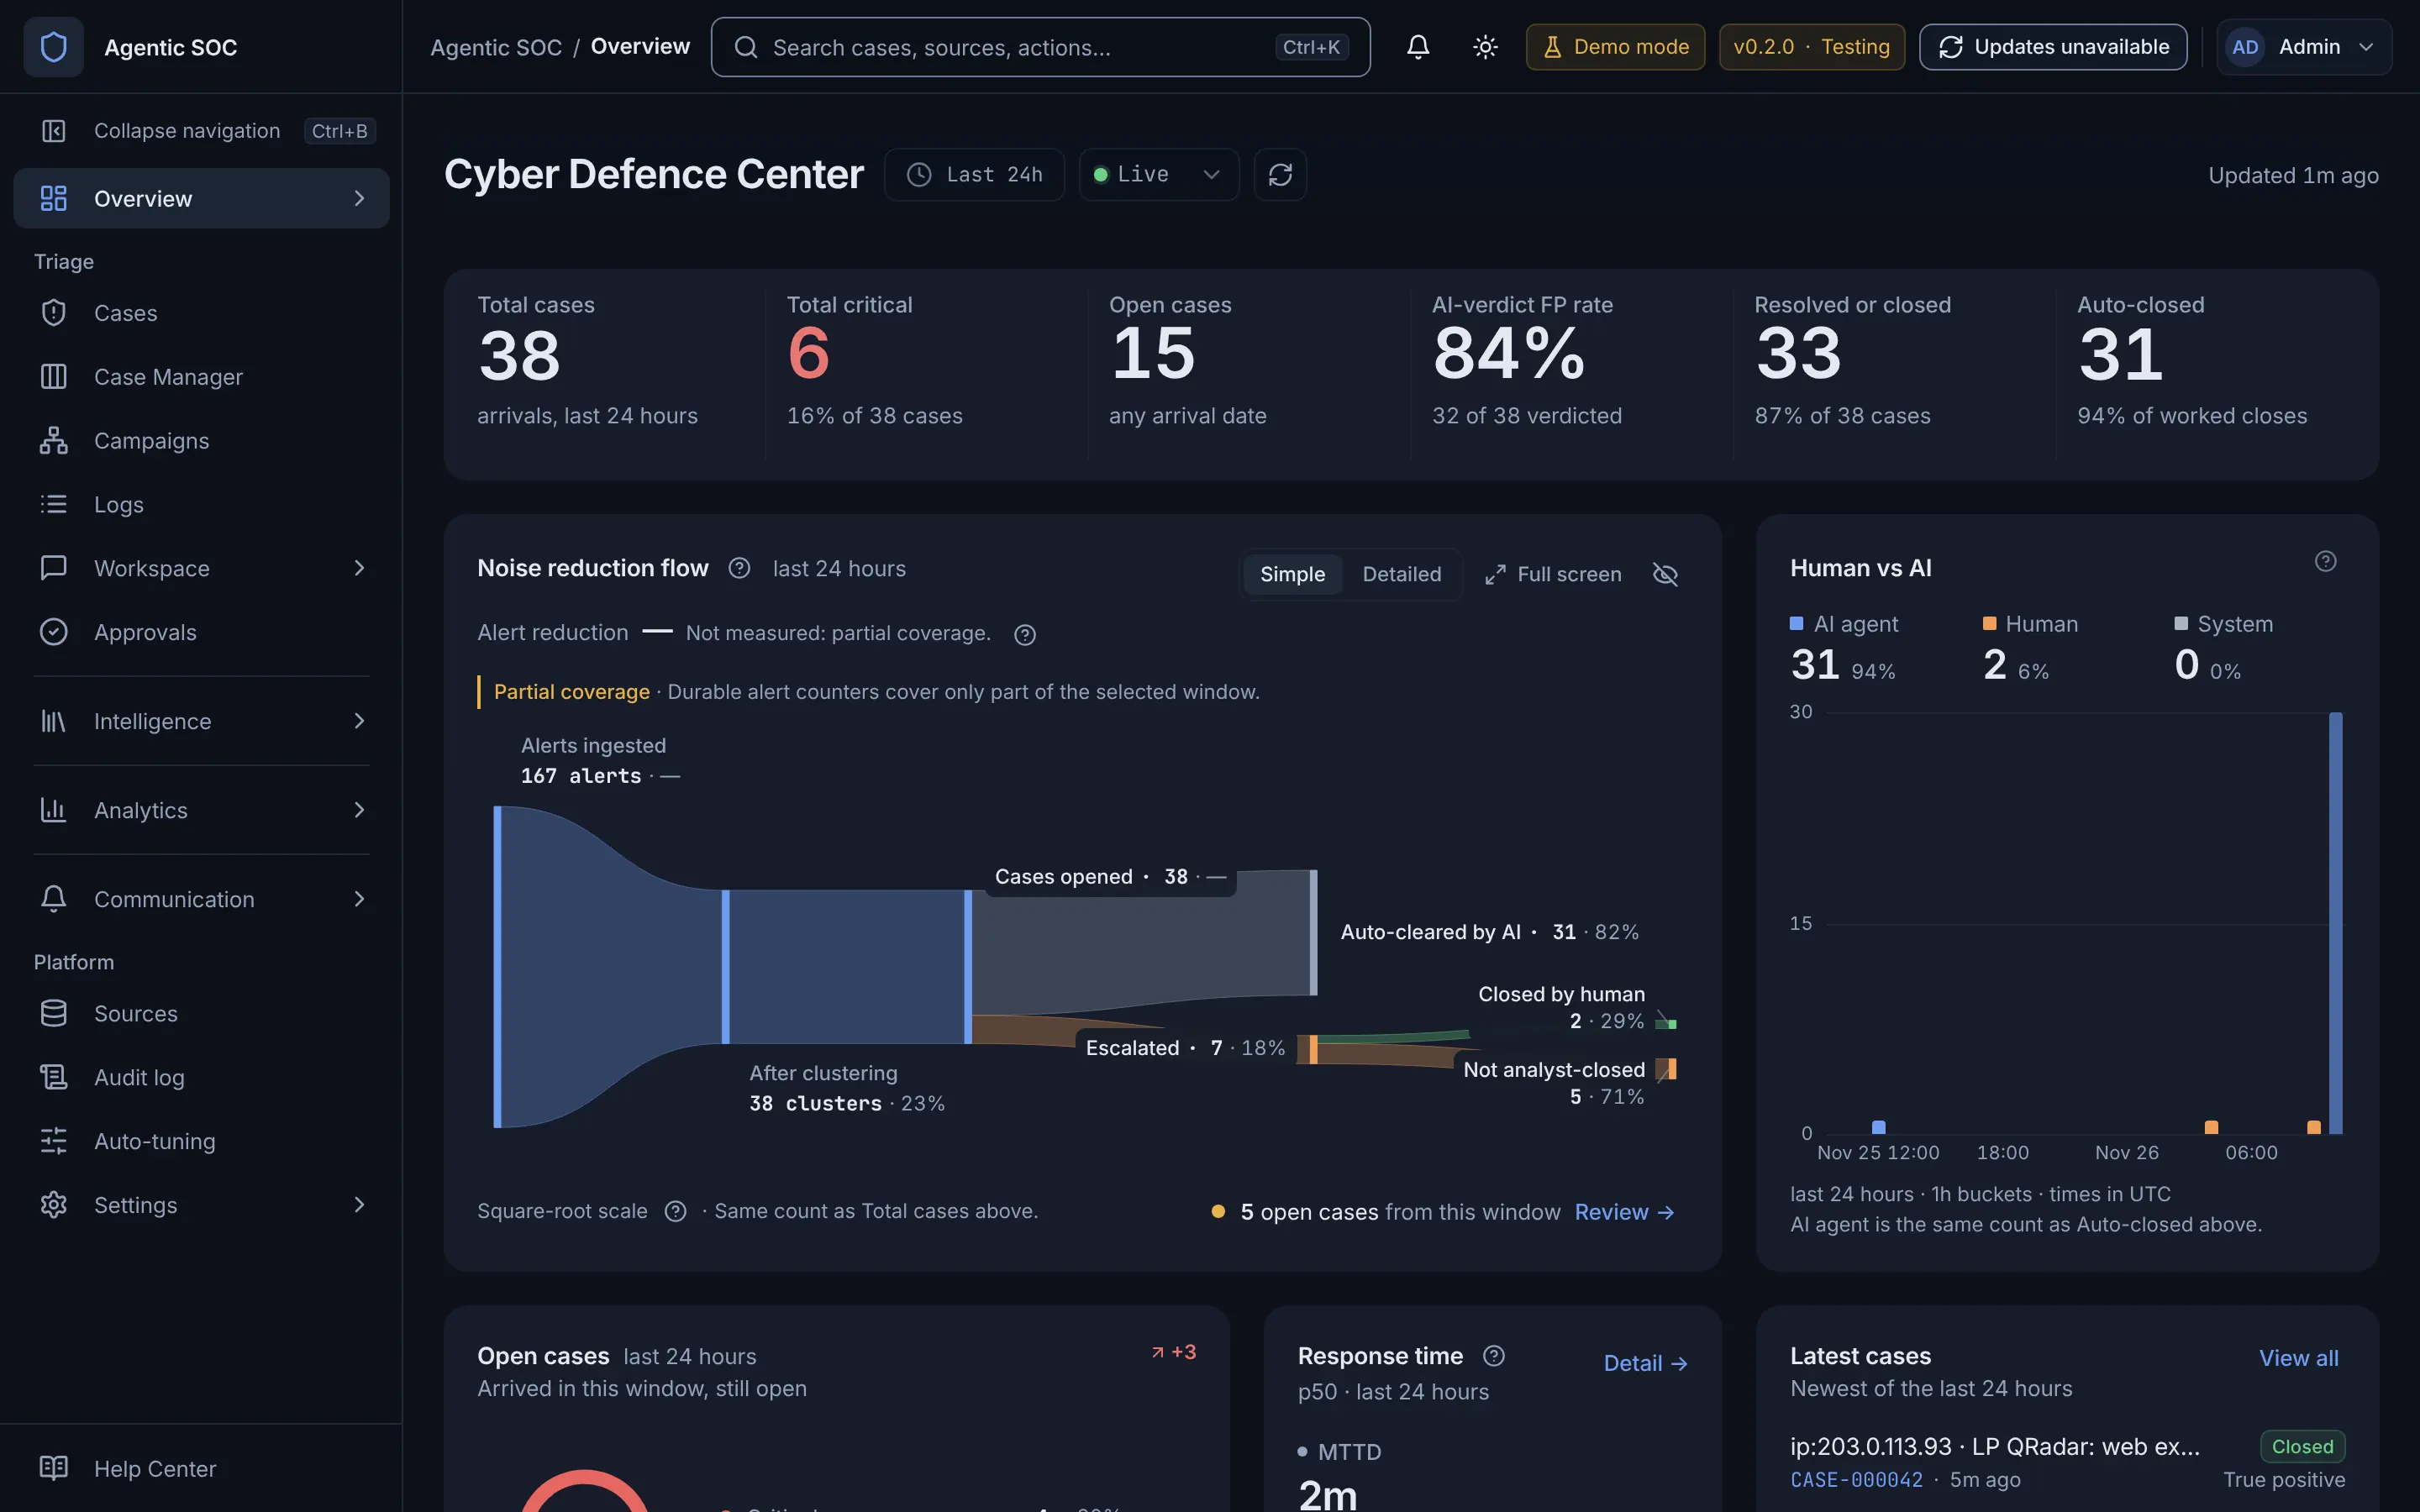 Agentic SOC
Agentic SOC / Overview
Search cases, sources, actions...
Ctrl+K
Demo mode
v0.2.0 · Testing
Updates unavailable
AD
Admin
Collapse navigation
Ctrl+B
Overview
Triage
Cases
Case Manager
Campaigns
Logs
Workspace
Approvals
Intelligence
Analytics
Communication
Platform
Sources
Audit log
Auto-tuning
Settings
Help Center
Cyber Defence Center
Last 24h
Live
Updated 1m ago
Total cases
38
arrivals, last 24 hours
Total critical
6
16% of 38 cases
Open cases
15
any arrival date
AI-verdict FP rate
84%
32 of 38 verdicted
Resolved or closed
33
87% of 38 cases
Auto-closed
31
94% of worked closes
Noise reduction flow
last 24 hours
Simple
Detailed
Full screen
Alert reduction — Not measured: partial coverage.
Partial coverage · Durable alert counters cover only part of the selected window.
Alerts ingested
167 alerts · —
After clustering
38 clusters · 23%
Cases opened · 38 · —
Auto-cleared by AI · 31 · 82%
Escalated · 7 · 18%
Closed by human
2 · 29%
Not analyst-closed
5 · 71%
Square-root scale · Same count as Total cases above.
5 open cases from this window
Review →
Human vs AI
AI agent
31 94%
Human
2 6%
System
0 0%
30
15
0
Nov 25 12:00
18:00
Nov 26
06:00
last 24 hours · 1h buckets · times in UTC
AI agent is the same count as Auto-closed above.
Open cases last 24 hours
+3
Arrived in this window, still open
Response time
Detail →
p50 · last 24 hours
MTTD
2m
Latest cases
View all
Newest of the last 24 hours
ip:203.0.113.93 · LP QRadar: web ex...
Closed
CASE-000042 · 5m ago
True positive